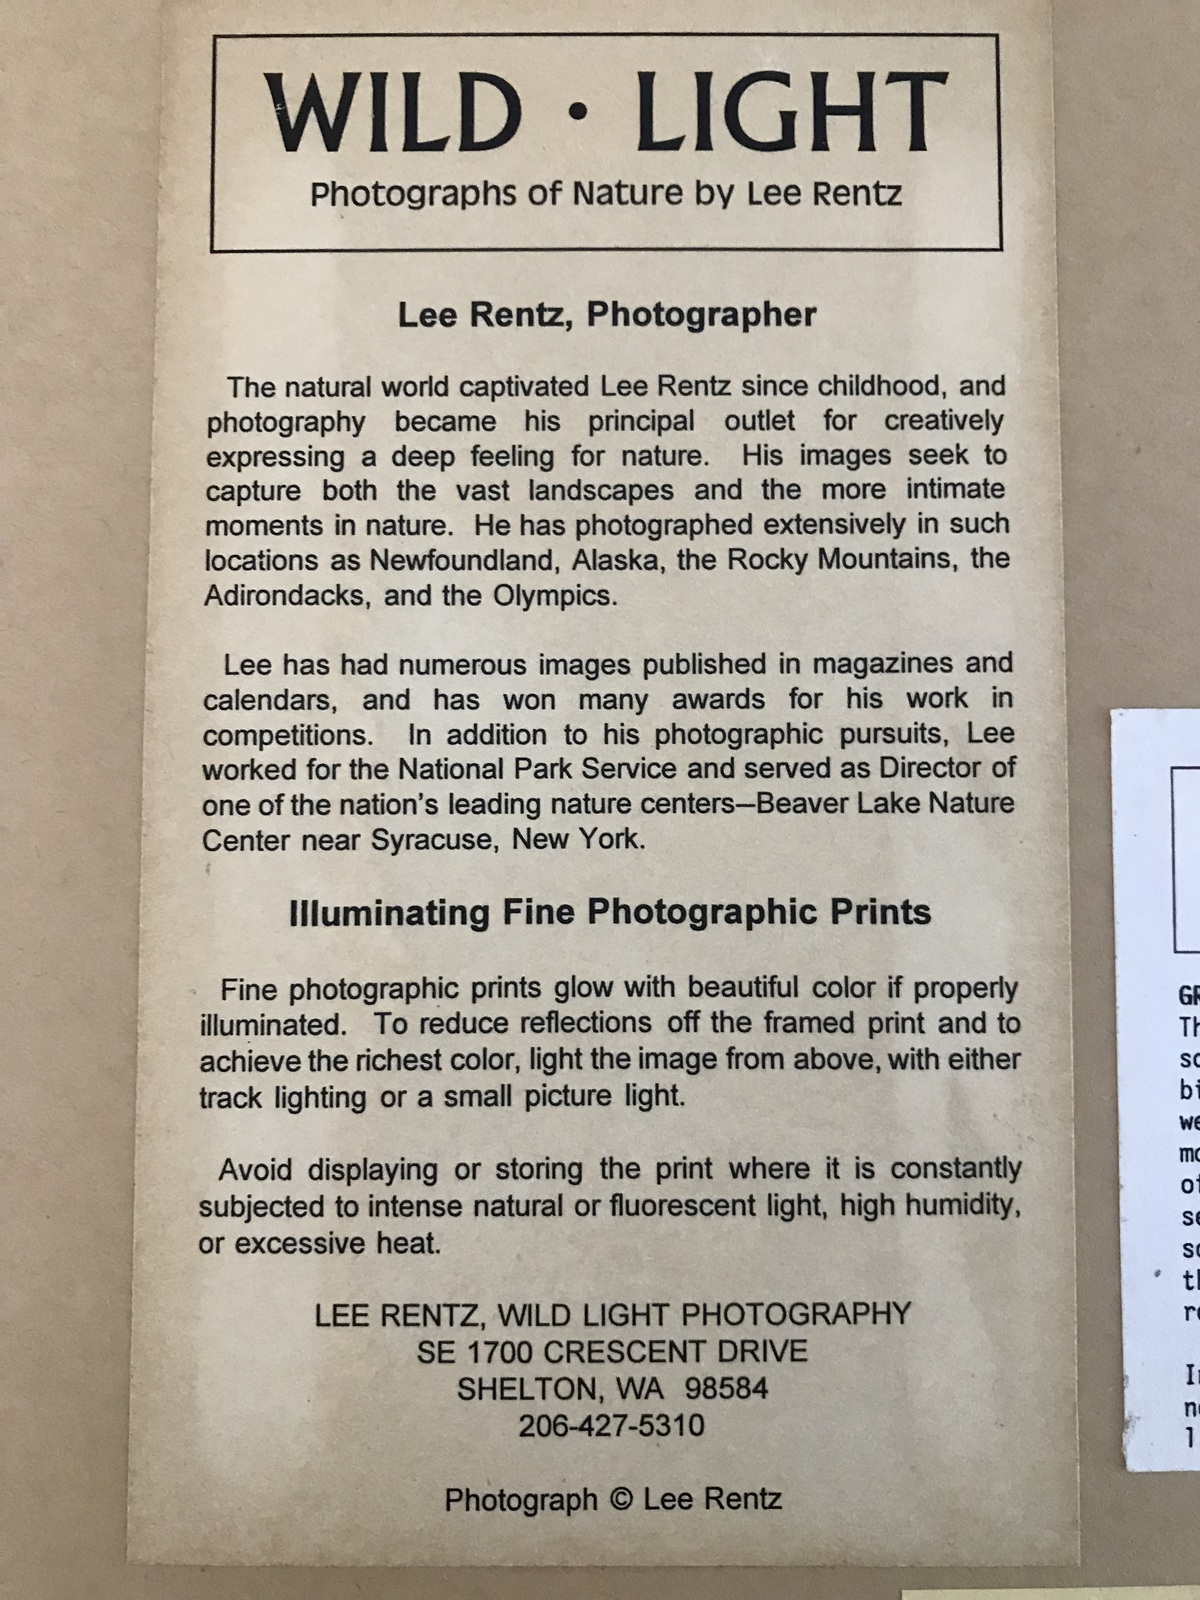 WILD · LIGHT
Photographs of Nature by Lee Rentz
Lee Rentz, Photographer
The natural world captivated Lee Rentz since childhood, and
photography became his principal outlet for creatively
expressing a deep feeling for nature. His images seek to
capture both the vast landscapes and the more intimate
moments in nature. He has photographed extensively in such
locations as Newfoundland, Alaska, the Rocky Mountains, the
Adirondacks, and the Olympics.
Lee has had numerous images published in magazines and
calendars, and has won many awards for his work in
competitions. In addition to his photographic pursuits, Lee
worked for the National Park Service and served as Director of
one of the nation's leading nature centers—Beaver Lake Nature
Center near Syracuse, New York.
Illuminating Fine Photographic Prints
Fine photographic prints glow with beautiful color if properly
illuminated. To reduce reflections off the framed print and to
achieve the richest color, light the image from above, with either
track lighting or a small picture light.
Avoid displaying or storing the print where it is constantly
subjected to intense natural or fluorescent light, high humidity,
or excessive heat.
LEE RENTZ, WILD LIGHT PHOTOGRAPHY
SE 1700 CRESCENT DRIVE
SHELTON, WA 98584
206-427-5310
Photograph © Lee Rentz